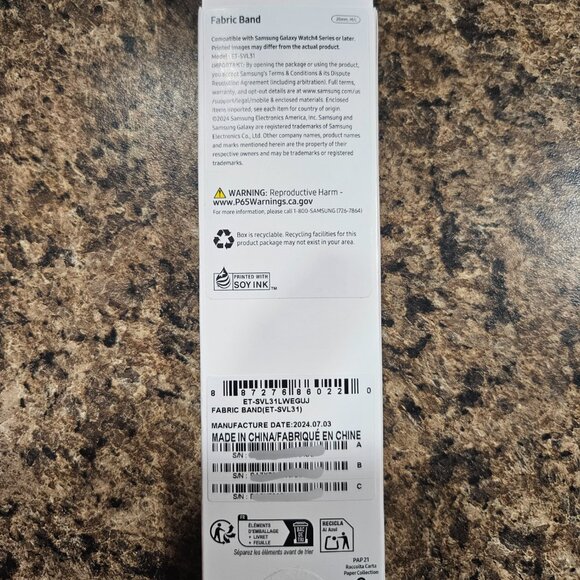 Fabric Band
20mm, M/L
Compatible with Samsung Galaxy Watch4 Series or later.
Printed images may differ from the actual product.
Model: ET-SVL31
IMPORTANT: By opening the package or using the product,
you accept Samsung's Terms & Conditions & its Dispute
Resolution Agreement (including arbitration). Full terms,
warranty, and opt-out details are at www.samsung.com/us
/support/legal/mobile & enclosed materials. Enclosed
items imported, see each item for country of origin.
©2024 Samsung Electronics America, Inc. Samsung and
Samsung Galaxy are registered trademarks of Samsung
Electronics Co., Ltd. Other company names, product names
and marks mentioned herein are the property of their
respective owners and may be trademarks or registered
trademarks.
WARNING: Reproductive Harm -
www.P65Warnings.ca.gov
For more information, please call 1-800-SAMSUNG (726-7864)
Box is recyclable. Recycling facilities for this
product package may not exist in your area.
PRINTED WITH
SOY INK TM
8 87276 86022 0
ET-SVL31LWEGUJ
FABRIC BAND(ET-SVL31)
MANUFACTURE DATE:2024.07.03
MADE IN CHINA/FABRIQUÉ EN CHINE
A
S/N :
B
S/N :
C
S/N :
FR
ÉLÉMENTS
D'EMBALLAGE
+ LIVRET
+ FEUILLE
Séparez les éléments avant de trier
RECICLA
Al Azul
PAP 21
Raccolta Carta
Paper Collection